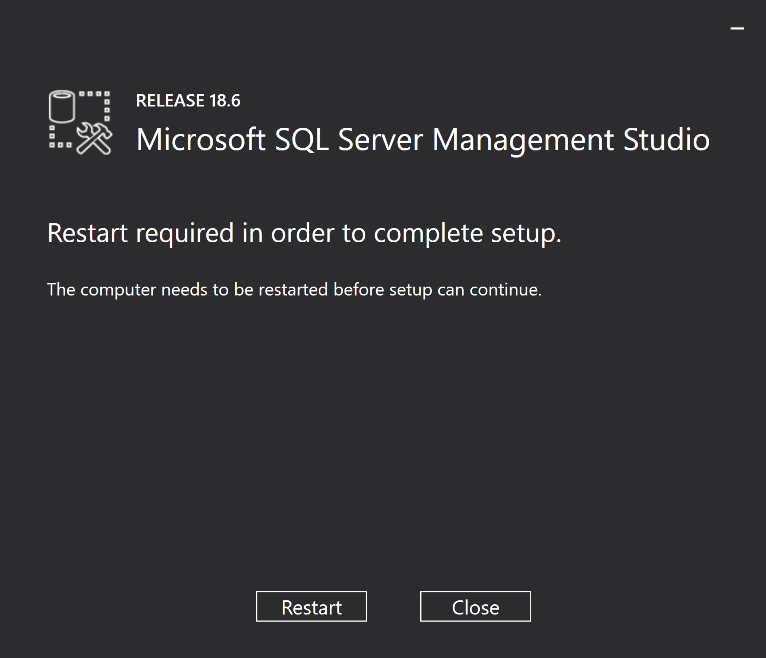 RELEASE 18.6
Microsoft SQL Server Management Studio
Restart required in order to complete setup.
The computer needs to be restarted before setup can continue.
Restart
Close